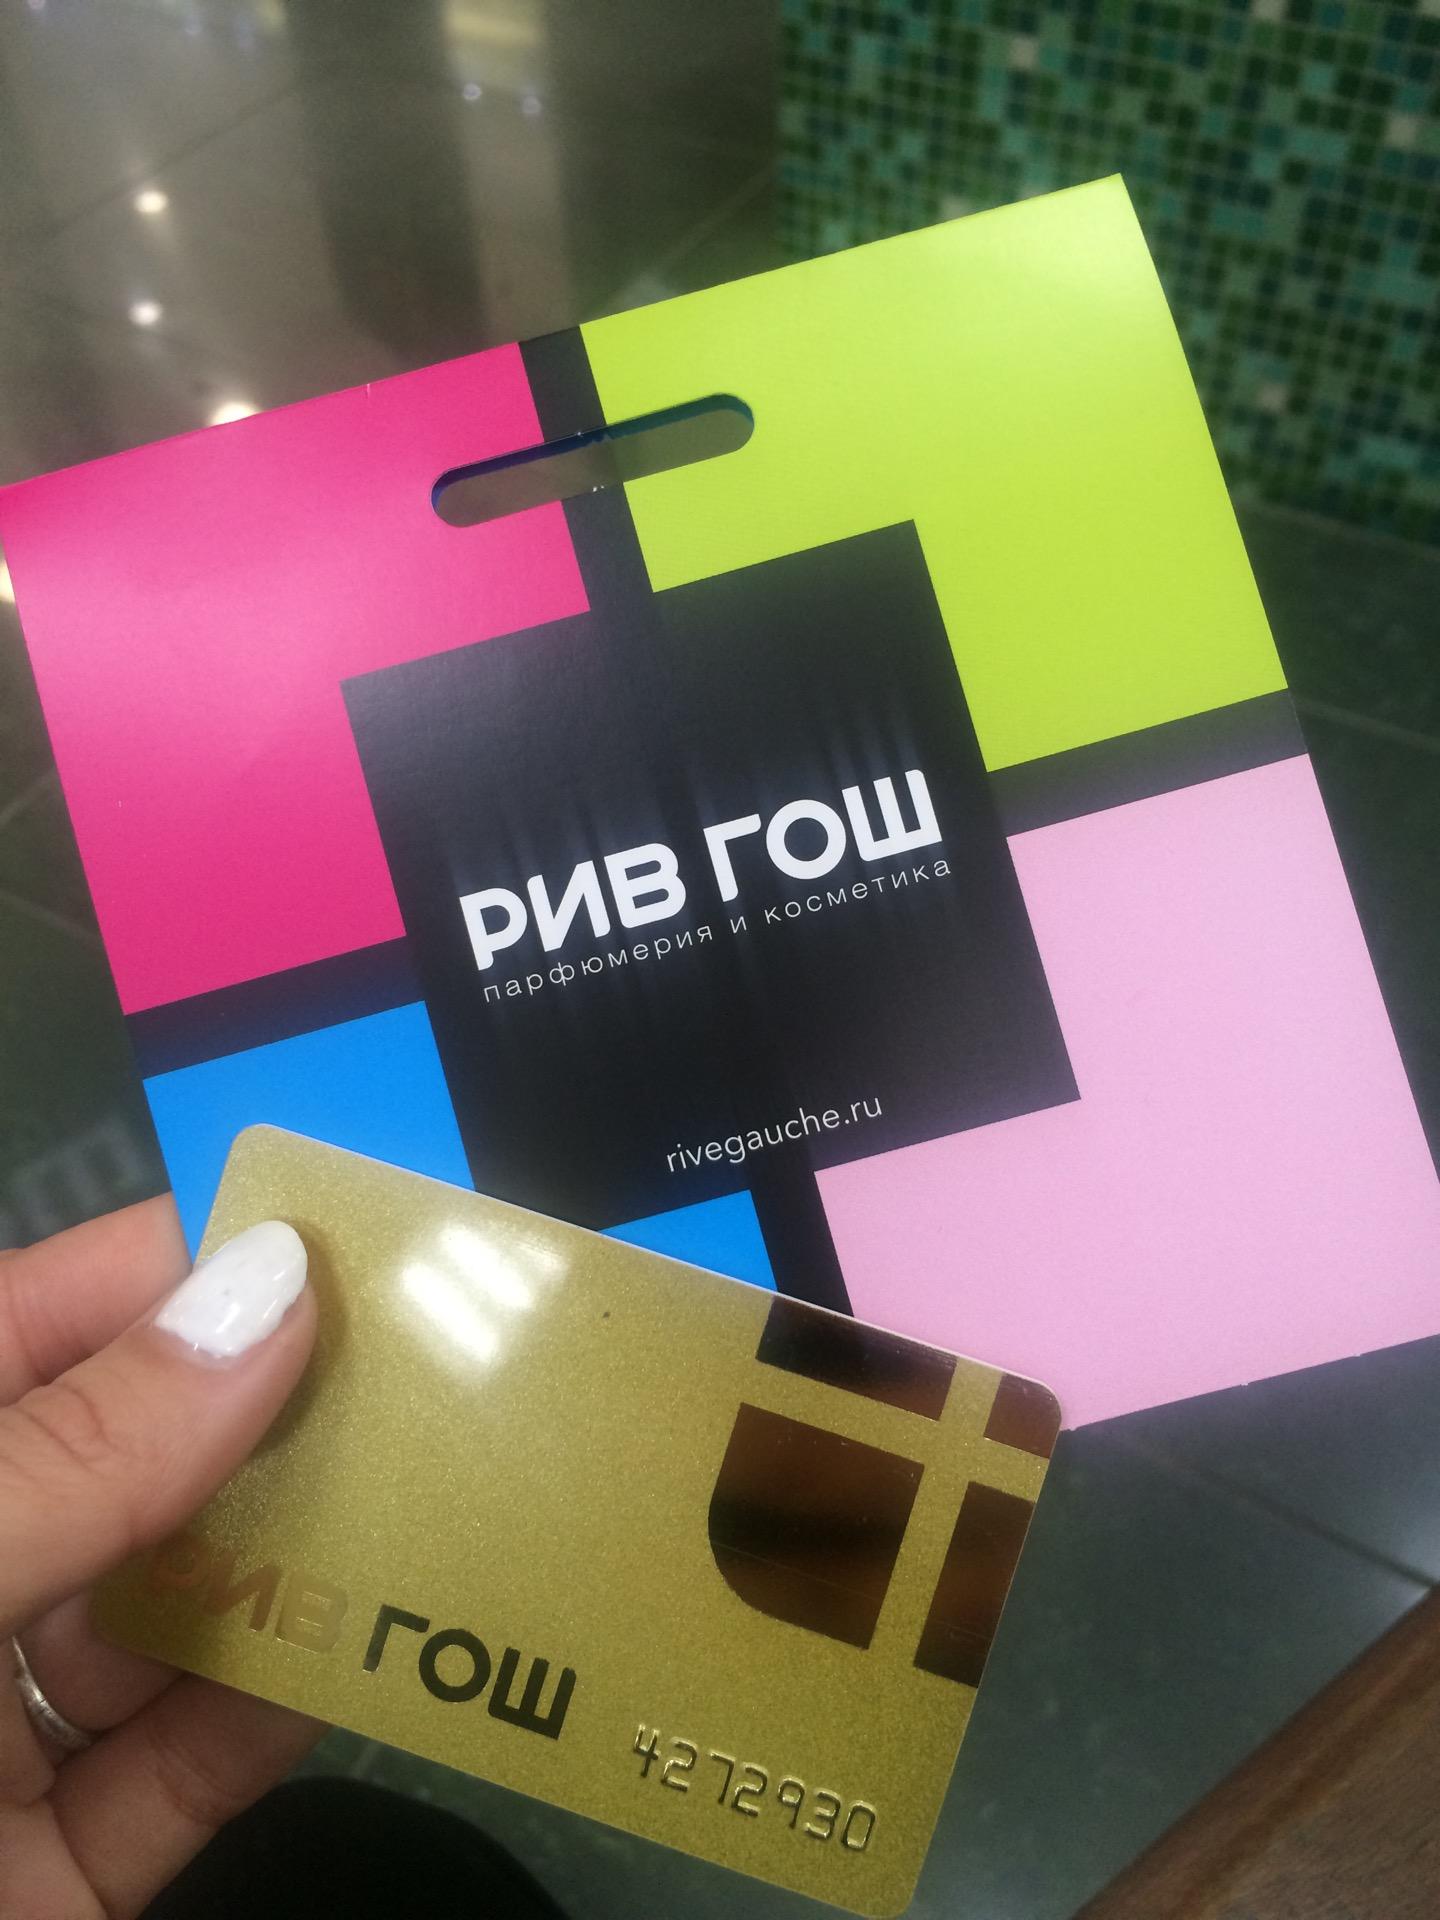 РИВ ГОШ
парфюмерия и косметика
rivegauche.ru
РИВ ГОШ
4272930